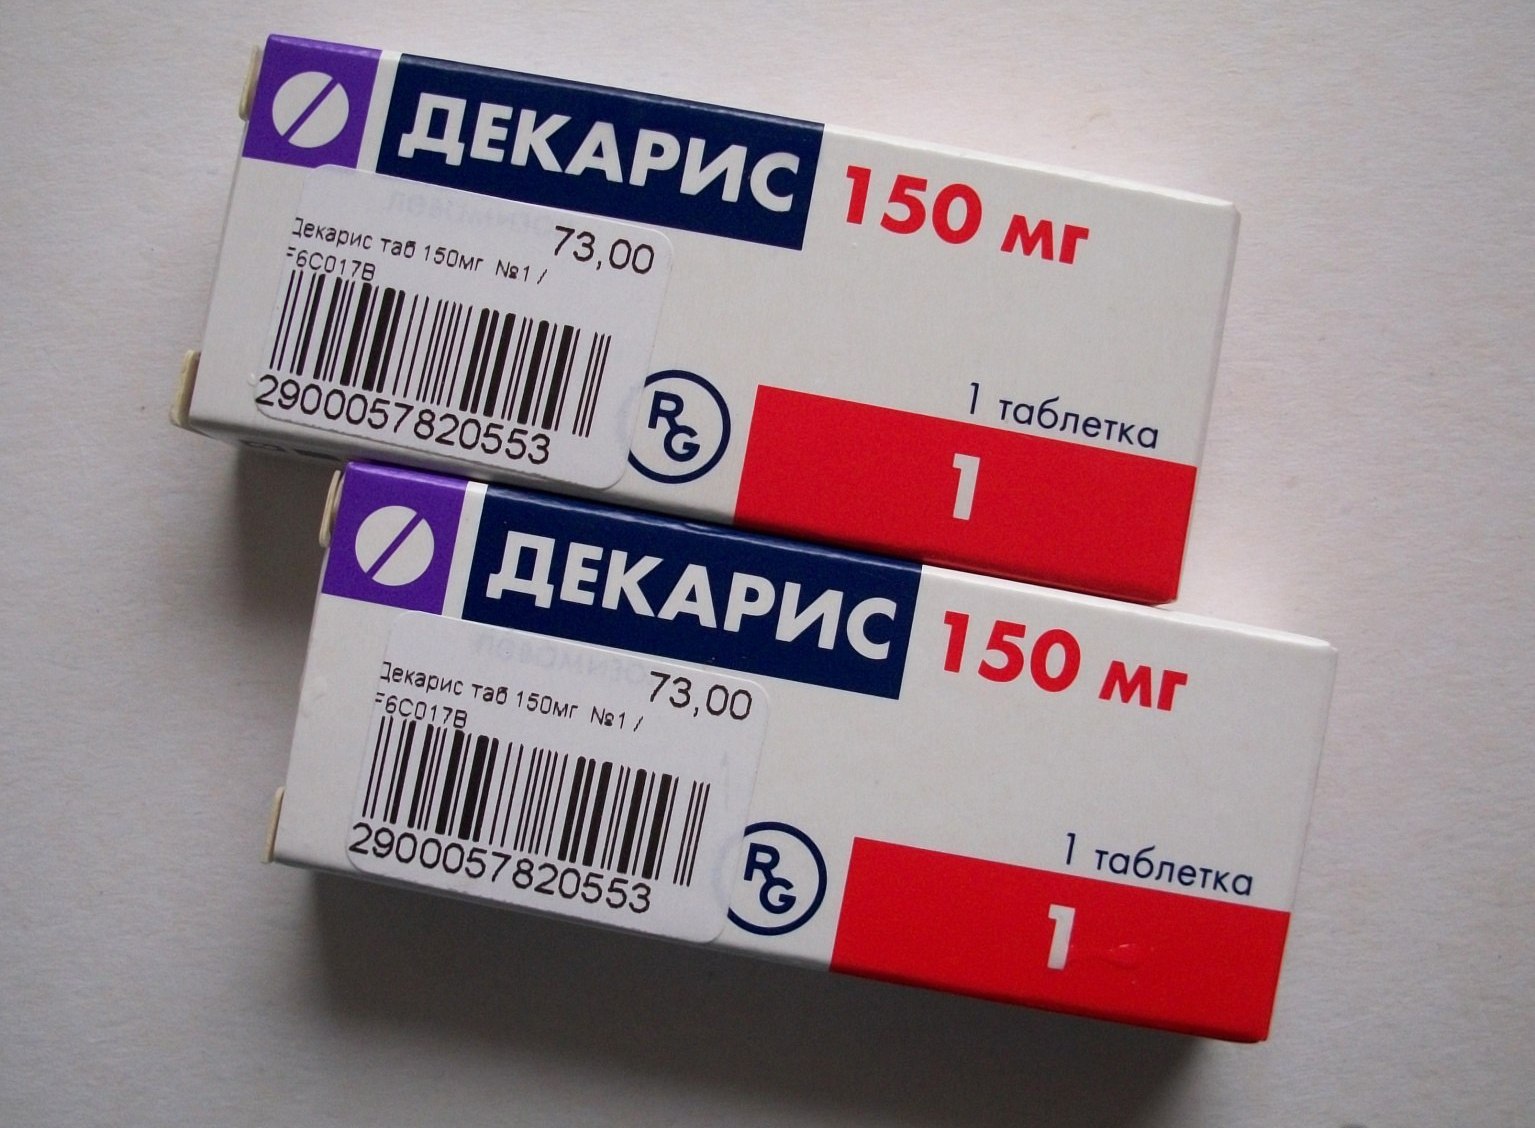 ДЕКАРИС 150 мг
Декарис таб 150мг №1 /
73,00
F6C017B
2900057820553
RG
1 таблетка
1
ДЕКАРИС 150 мг
Декарис таб 150мг №1 /
73,00
F6C017B
2900057820553
RG
1 таблетка
1